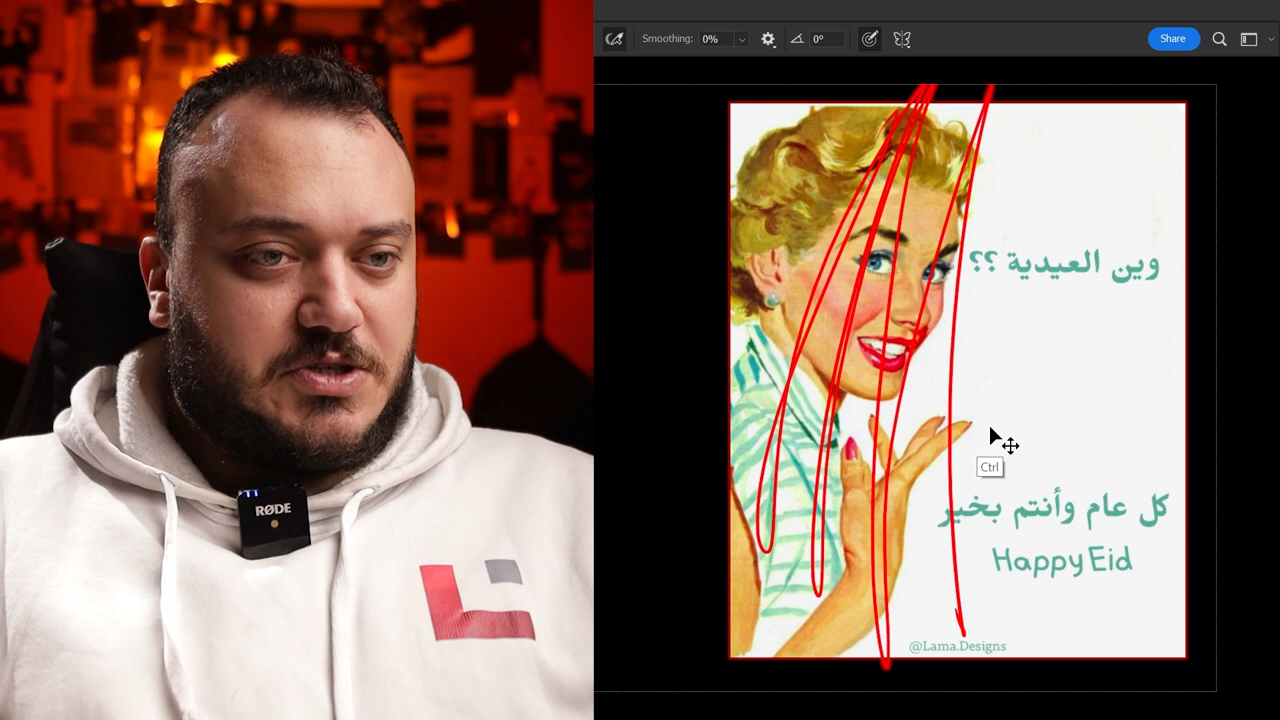 Smoothing: 0%
0°
Share
وين العيدية ؟؟
Ctrl
كل عام وأنتم بخير
Happy Eid
@Lama.Designs
RØDE